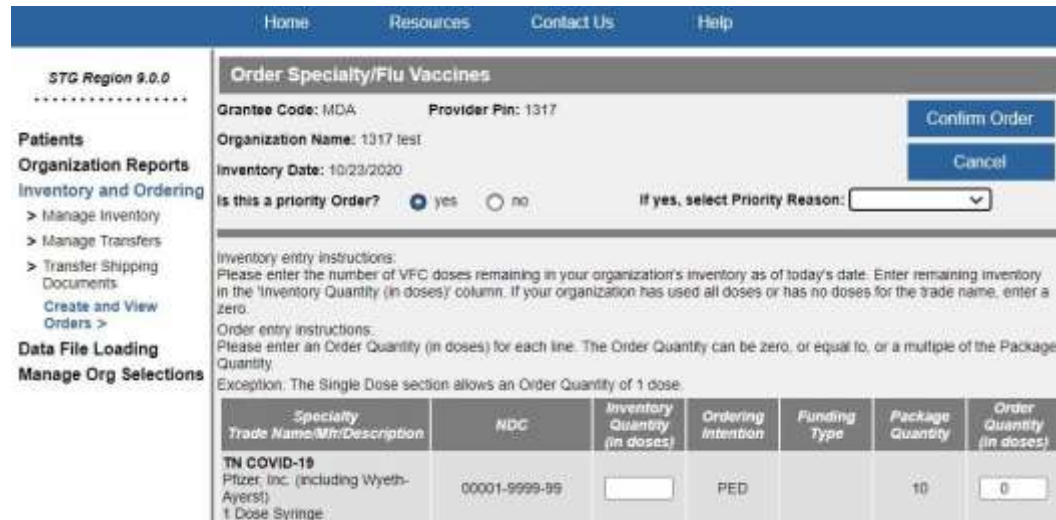 Home Resources Contact Us Help
STG Region 9.0.0
Patients
Organization Reports
Inventory and Ordering
> Manage Inventory
> Manage Transfers
> Transfer Shipping
Documents
Create and View
Orders >
Data File Loading
Manage Org Selections
Order Specialty/Flu Vaccines
Grantee Code: MDA Provider Pin: 1317
Organization Name: 1317 test
Inventory Date: 10/23/2020
Is this a priority Order? yes no If yes, select Priority Reason:
Confirm Order
Cancel
Inventory entry instructions:
Please enter the number of VFC doses remaining in your organization's inventory as of today's date. Enter remaining inventory
in the 'Inventory Quantity (in doses)' column. If your organization has used all doses or has no doses for the trade name, enter a
zero.
Order entry instructions:
Please enter an Order Quantity (in doses) for each line. The Order Quantity can be zero, or equal to, or a multiple of the Package
Quantity.
Exception: The Single Dose section allows an Order Quantity of 1 dose.
Specialty
Trade Name/Mfr/Description
NDC
Inventory
Quantity
(in doses)
Ordering
Intention
Funding
Type
Package
Quantity
Order
Quantity
(in doses)
TN COVID-19
Pfizer, Inc. (including Wyeth-
Ayerst)
1 Dose Syringe
00001-9999-99
PED
10
0